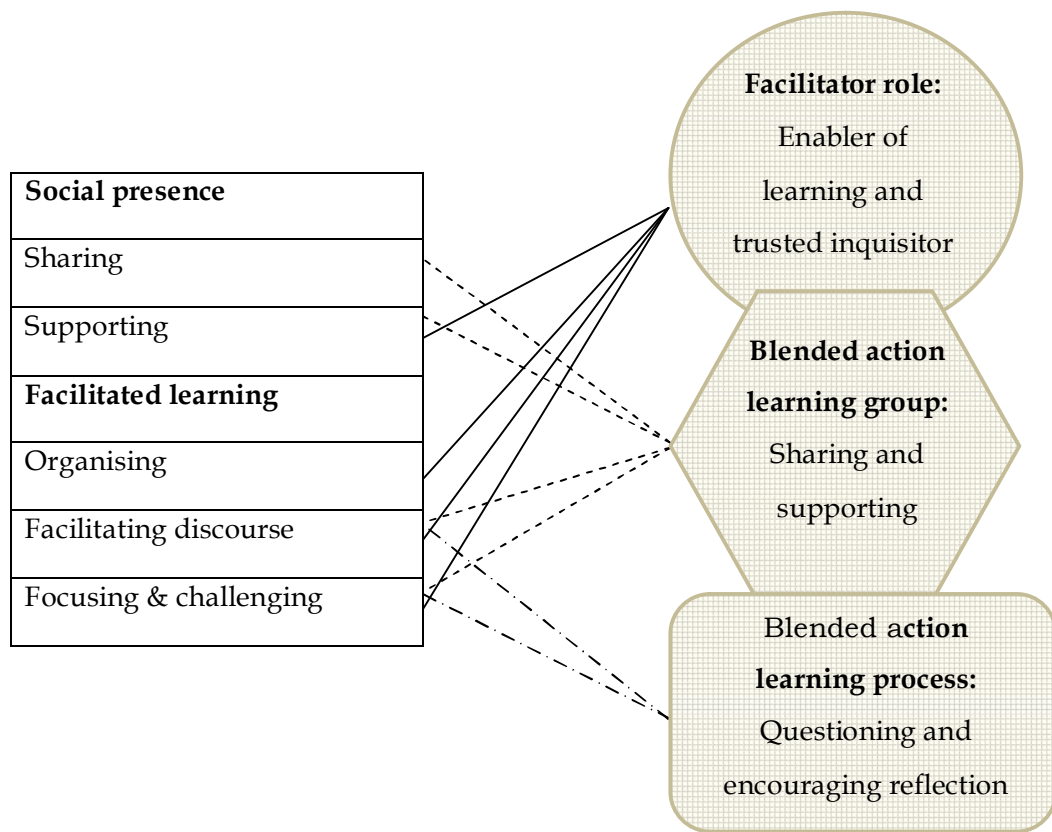 Social presence
Sharing
Supporting
Facilitated learning
Organising
Facilitating discourse
Focusing & challenging
Facilitator role:
Enabler of
learning and
trusted inquisitor
Blended action
learning group:
Sharing and
supporting
Blended action
learning process:
Questioning and
encouraging reflection